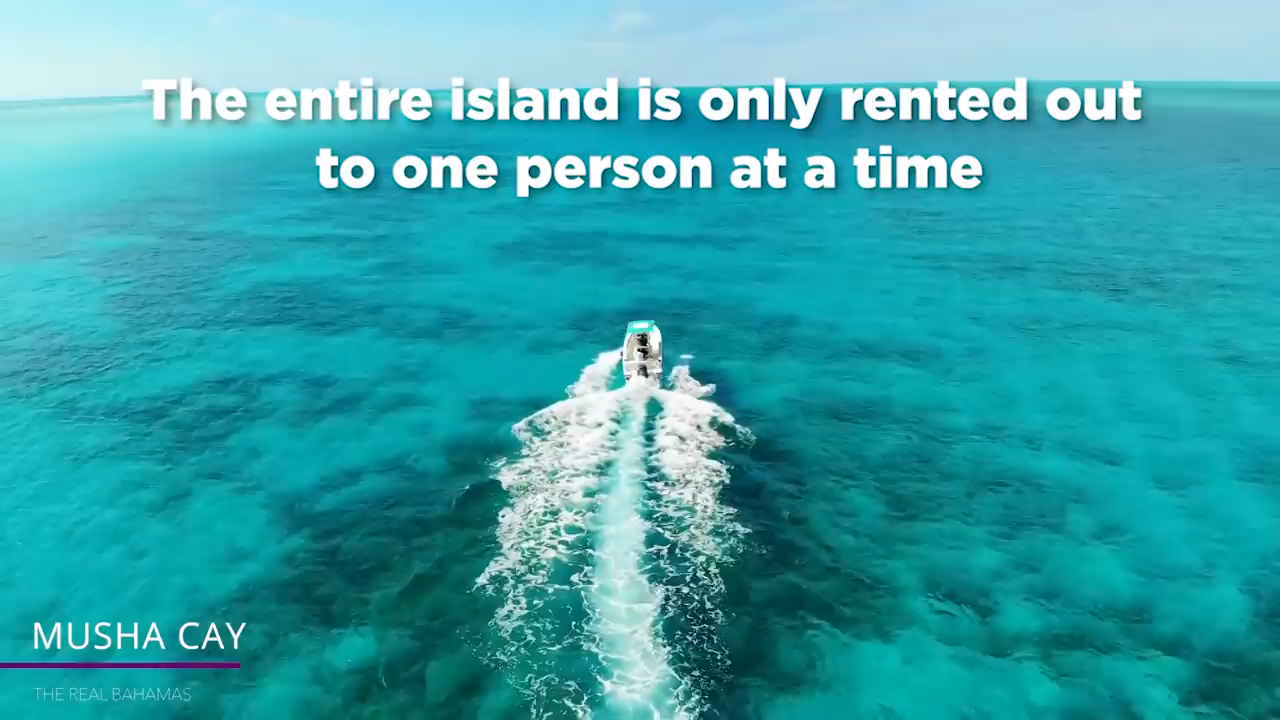 The entire island is only rented out
to one person at a time
MUSHA CAY
THE REAL BAHAMAS